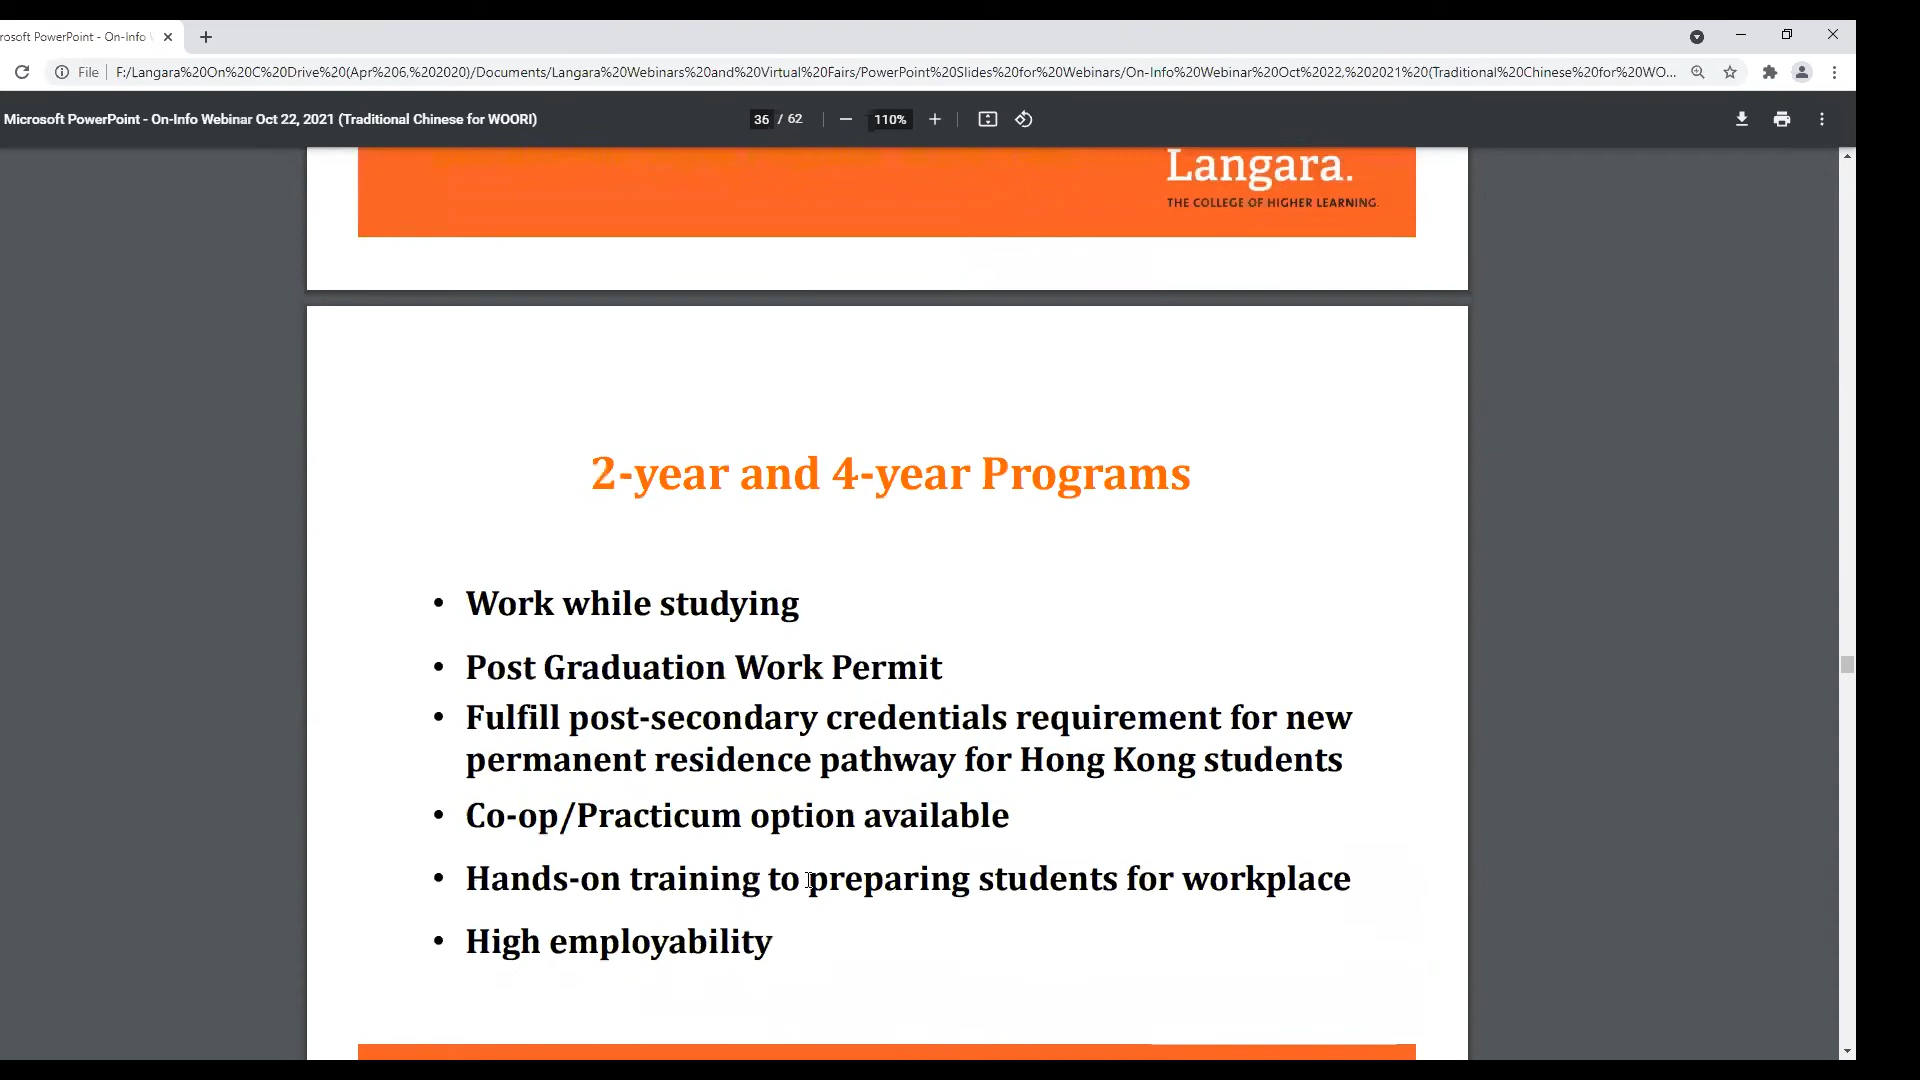 rosoft PowerPoint - On-Info
File
F:/Langara%20On%20C%20Drive%20(Apr%206,%202020)/Documents/Langara%20Webinars%20and%20Virtual%20Fairs/PowerPoint%20Slides%20for%20Webinars/On-Info%20Webinar%20Oct%2022,%202021%20(Traditional%20Chinese%20for%20WO...
Microsoft PowerPoint - On-Info Webinar Oct 22, 2021 (Traditional Chinese for WOORI)
36 / 62
110%
Langara.
THE COLLEGE OF HIGHER LEARNING.
2-year and 4-year Programs
• Work while studying
• Post Graduation Work Permit
• Fulfill post-secondary credentials requirement for new
permanent residence pathway for Hong Kong students
• Co-op/Practicum option available
• Hands-on training to preparing students for workplace
• High employability